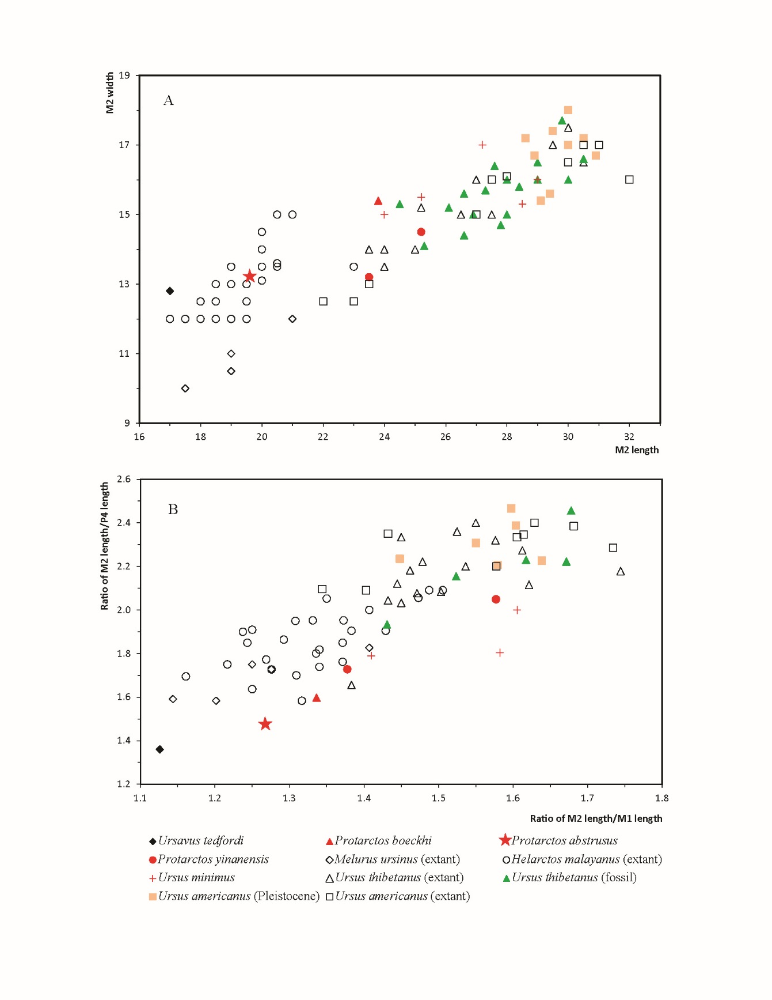 M2 width
19
A
17
15
13
11
9
16 18 20 22 24 26 28 30 32
M2 length
Ratio of M2 length/P4 length
2.6
B
2.4
2.2
2.0
1.8
1.6
1.4
1.2
1.1 1.2 1.3 1.4 1.5 1.6 1.7 1.8
Ratio of M2 length/M1 length
Ursavus tedfordi Protarctos boeckhi Protarctos abstrusus
Protarctos yinanensis Melurus ursinus (extant) Helarctos malayanus (extant)
Ursus minimus Ursus thibetanus (extant) Ursus thibetanus (fossil)
Ursus americanus (Pleistocene) Ursus americanus (extant)